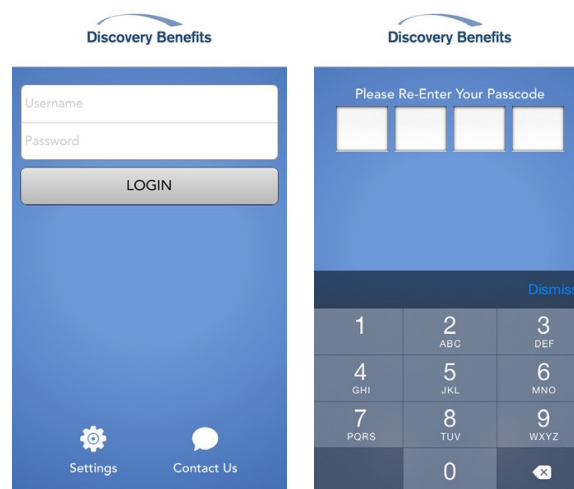 Discovery Benefits
Username
Password
LOGIN
Settings
Contact Us
Discovery Benefits
Please Re-Enter Your Passcode
Dismiss
1
2
ABC
3
DEF
4
GHI
5
JKL
6
MNO
7
PQRS
8
TUV
9
WXYZ
0